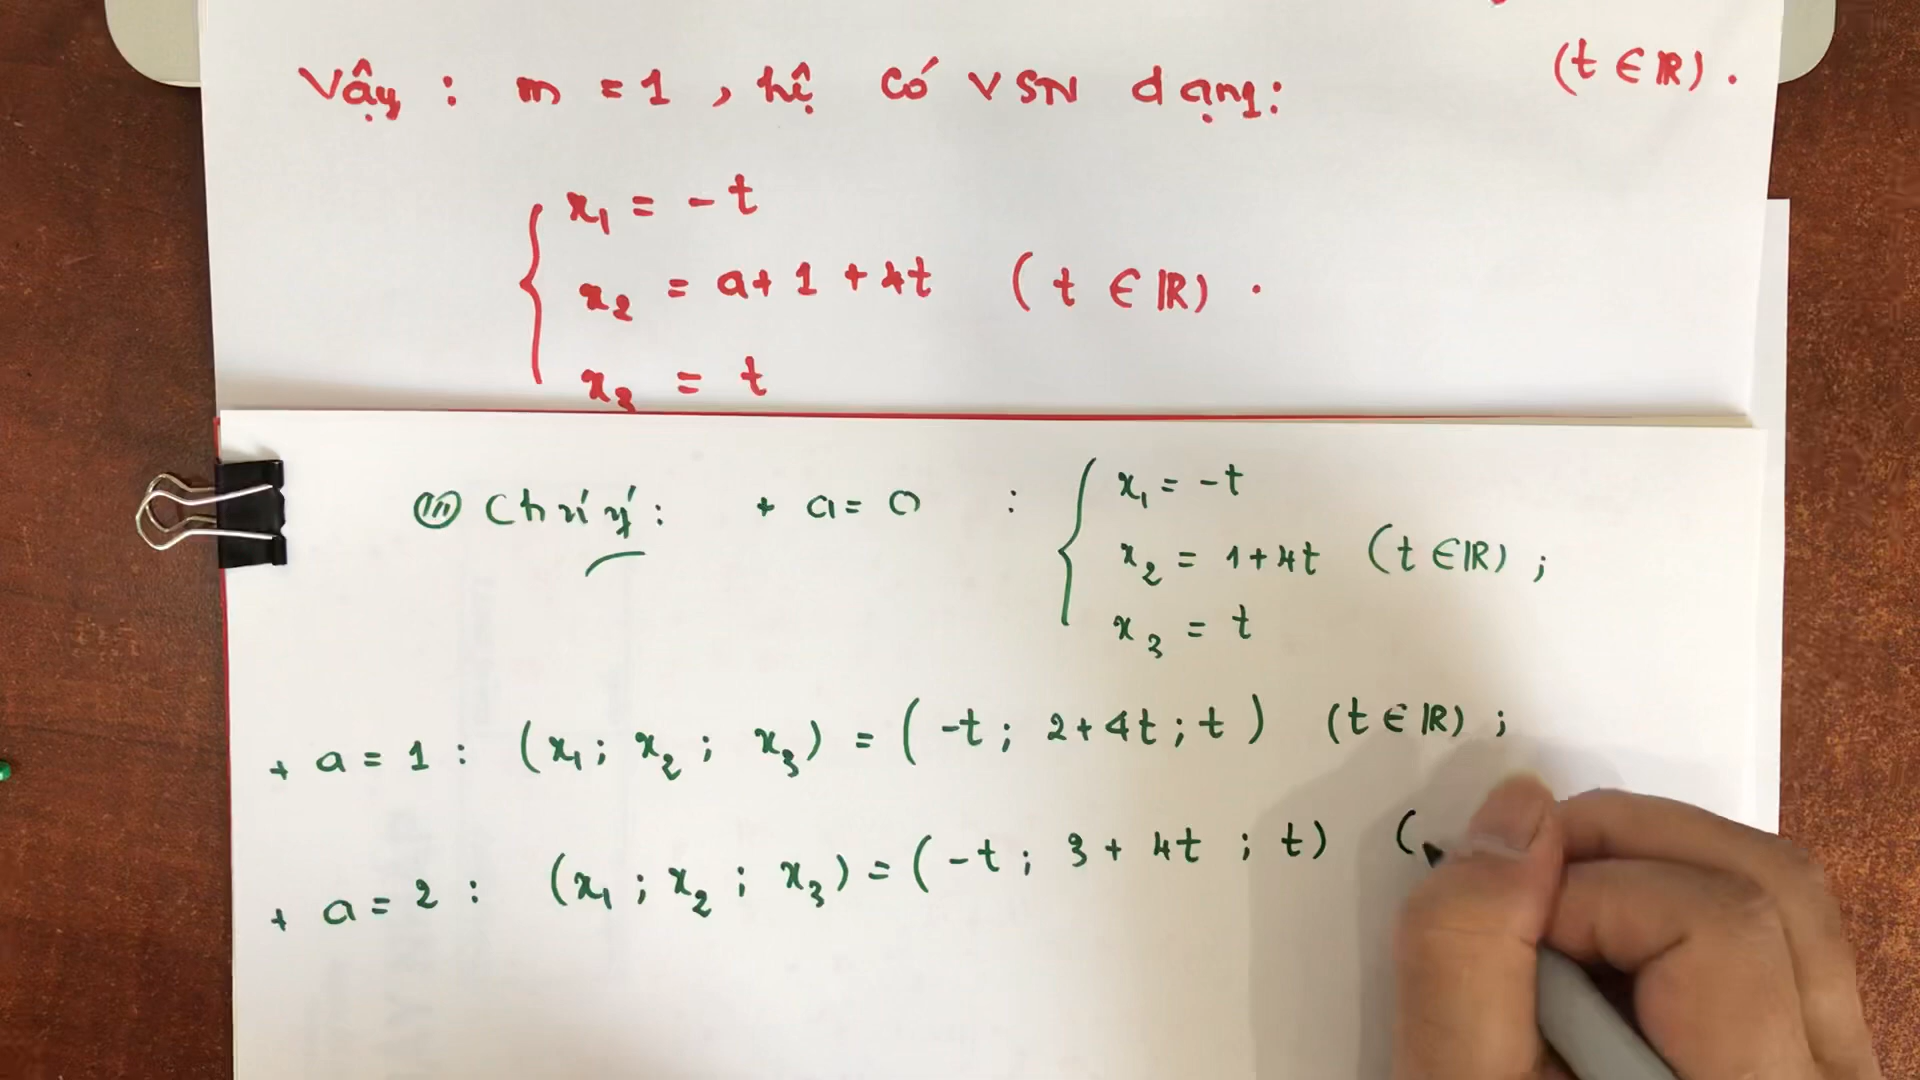 (t ∈ ℝ).
Vậy : m = 1 , hệ có VSN dạng:
x₁ = -t
x₂ = a + 1 + 4t (t ∈ ℝ).
x₃ = t
(III) Chú ý: + a = 0 : x₁ = -t
x₂ = 1+4t (t ∈ ℝ) ;
x₃ = t
+ a = 1 : (x₁; x₂; x₃) = (-t; 2+4t; t) (t ∈ ℝ) ;
+ a = 2 : (x₁; x₂; x₃) = (-t; 3 + 4t ; t) (